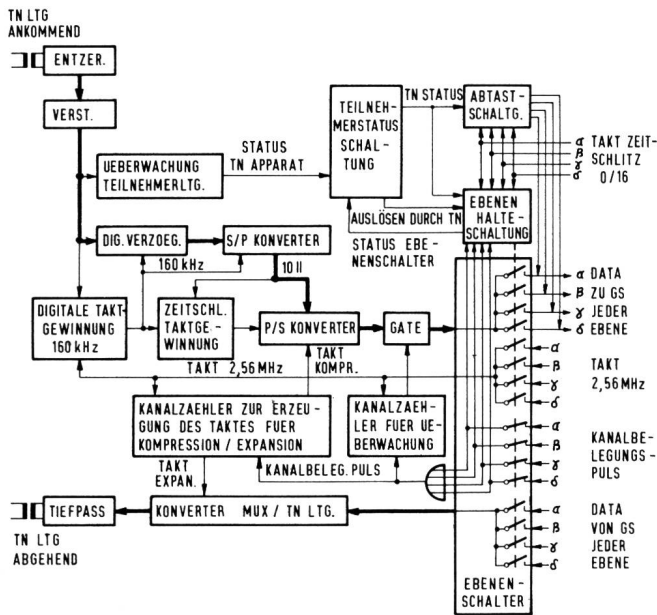 TN LTG
ANKOMMEND
ENTZER.
VERST.
UEBERWACHUNG
TEILNEHMERLTG.
STATUS
TN APPARAT
TEILNEH-
MERSTATUS
SCHAL-
TUNG
TN STATUS
ABTAST-
SCHALTG.
α TAKT ZEIT-
β SCHLITZ
γ 0/16
δ
EBENEN
HALTE-
SCHALTUNG
AUSLÖSEN DURCH TN
STATUS EBE-
NENSCHALTER
DIG. VERZOEG.
S/P KONVERTER
160 kHz
10 II
DIGITALE TAKT-
GEWINNUNG
160 kHz
ZEITSCHL.
TAKTGE-
WINNUNG
P/S KONVERTER
GATE
TAKT 2,56 MHz
TAKT
KOMPR.
α DATA
β ZU GS
γ JEDER
δ EBENE
α
β TAKT
γ 2,56 MHz
δ
KANALZAEHLER ZUR ERZEU-
GUNG DES TAKTES FUER
KOMPRESSION / EXPANSION
KANALZAEH-
LER FUER UE-
BERWACHUNG
α
β KANALBE-
γ LEGUNGS-
δ PULS
TAKT
EXPAN.
KANALBELEG. PULS
TIEFPASS
KONVERTER MUX / TN LTG.
TN LTG
ABGEHEND
α DATA
β VON GS
γ JEDER
δ EBENE
EBENEN-
SCHALTER